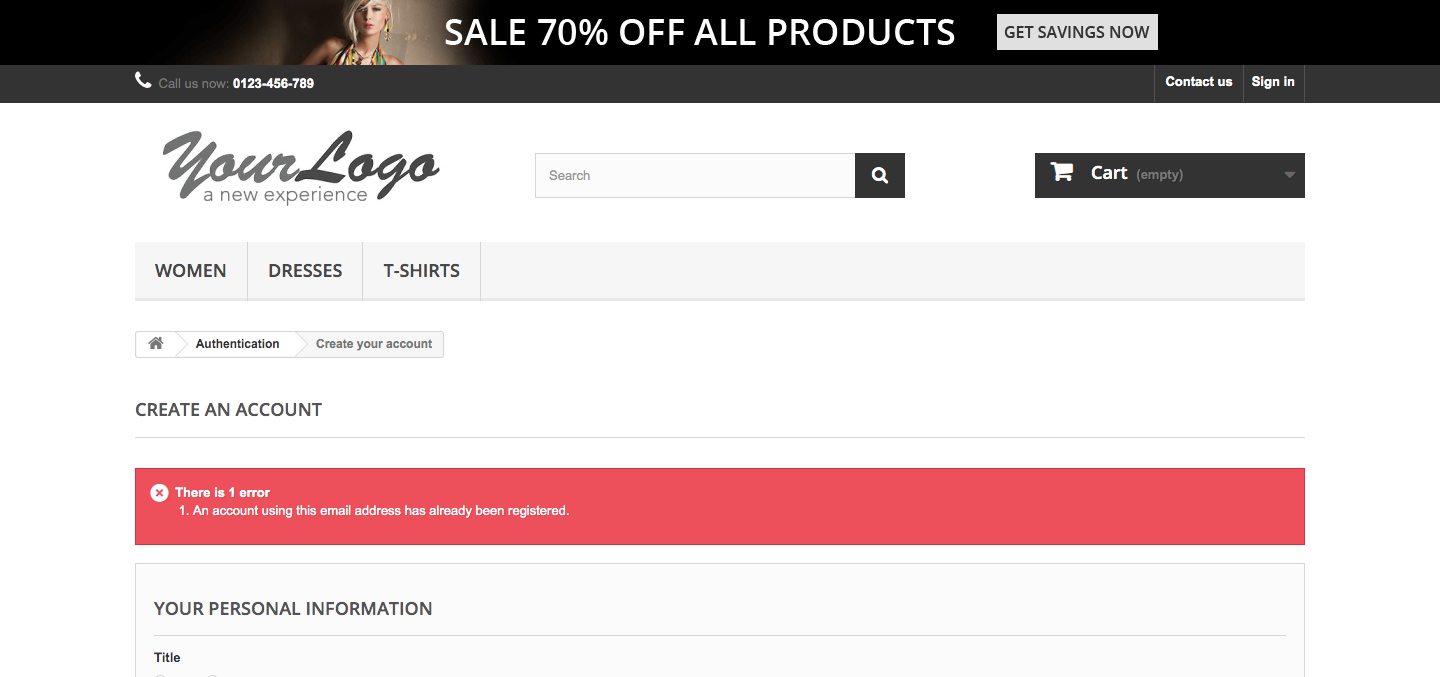 SALE 70% OFF ALL PRODUCTS
GET SAVINGS NOW
Call us now: 0123-456-789
Contact us
Sign in
YourLogo
a new experience
Search
Cart (empty)
WOMEN
DRESSES
T-SHIRTS
Authentication
Create your account
CREATE AN ACCOUNT
There is 1 error
1. An account using this email address has already been registered.
YOUR PERSONAL INFORMATION
Title